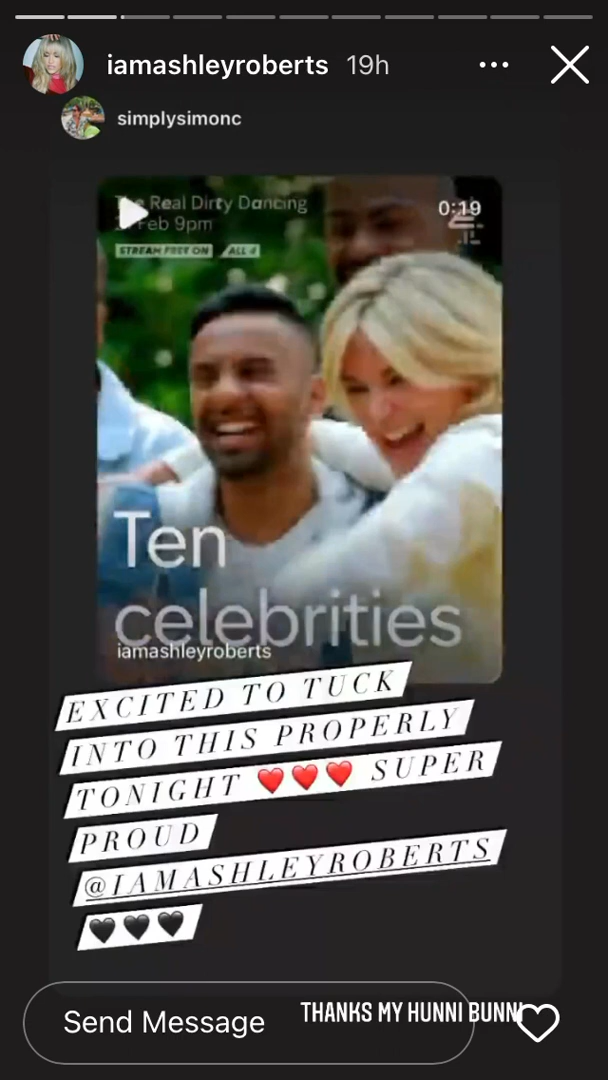 iamashleyroberts 19h
simplysimonc
Real Dirty Dancing
Feb 9pm
0:19
STREAM FREE ON ALL 4
Ten
celebrities
iamashleyroberts
EXCITED TO TUCK
INTO THIS PROPERLY
TONIGHT ❤️❤️❤️ SUPER
PROUD
@IAMASHLEYROBERTS
🖤🖤🖤
Send Message
THANKS MY HUNNI BUNNI